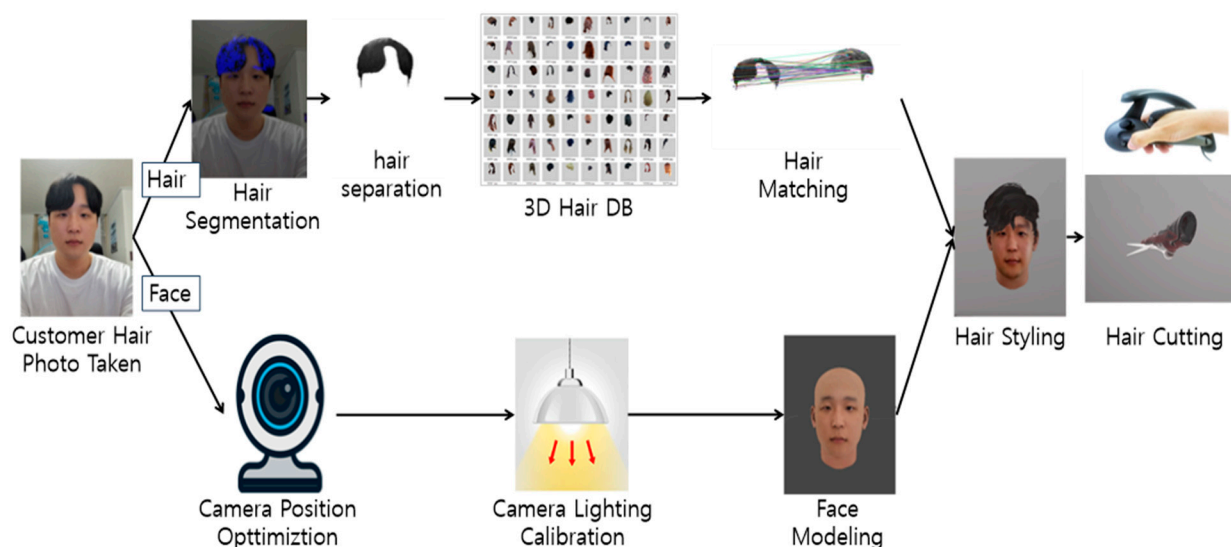 Hair
Hair
Segmentation
hair
separation
3D Hair DB
Hair
Matching
Face
Customer Hair
Photo Taken
Hair Styling
Hair Cutting
Camera Position
Opttimiztion
Camera Lighting
Calibration
Face
Modeling